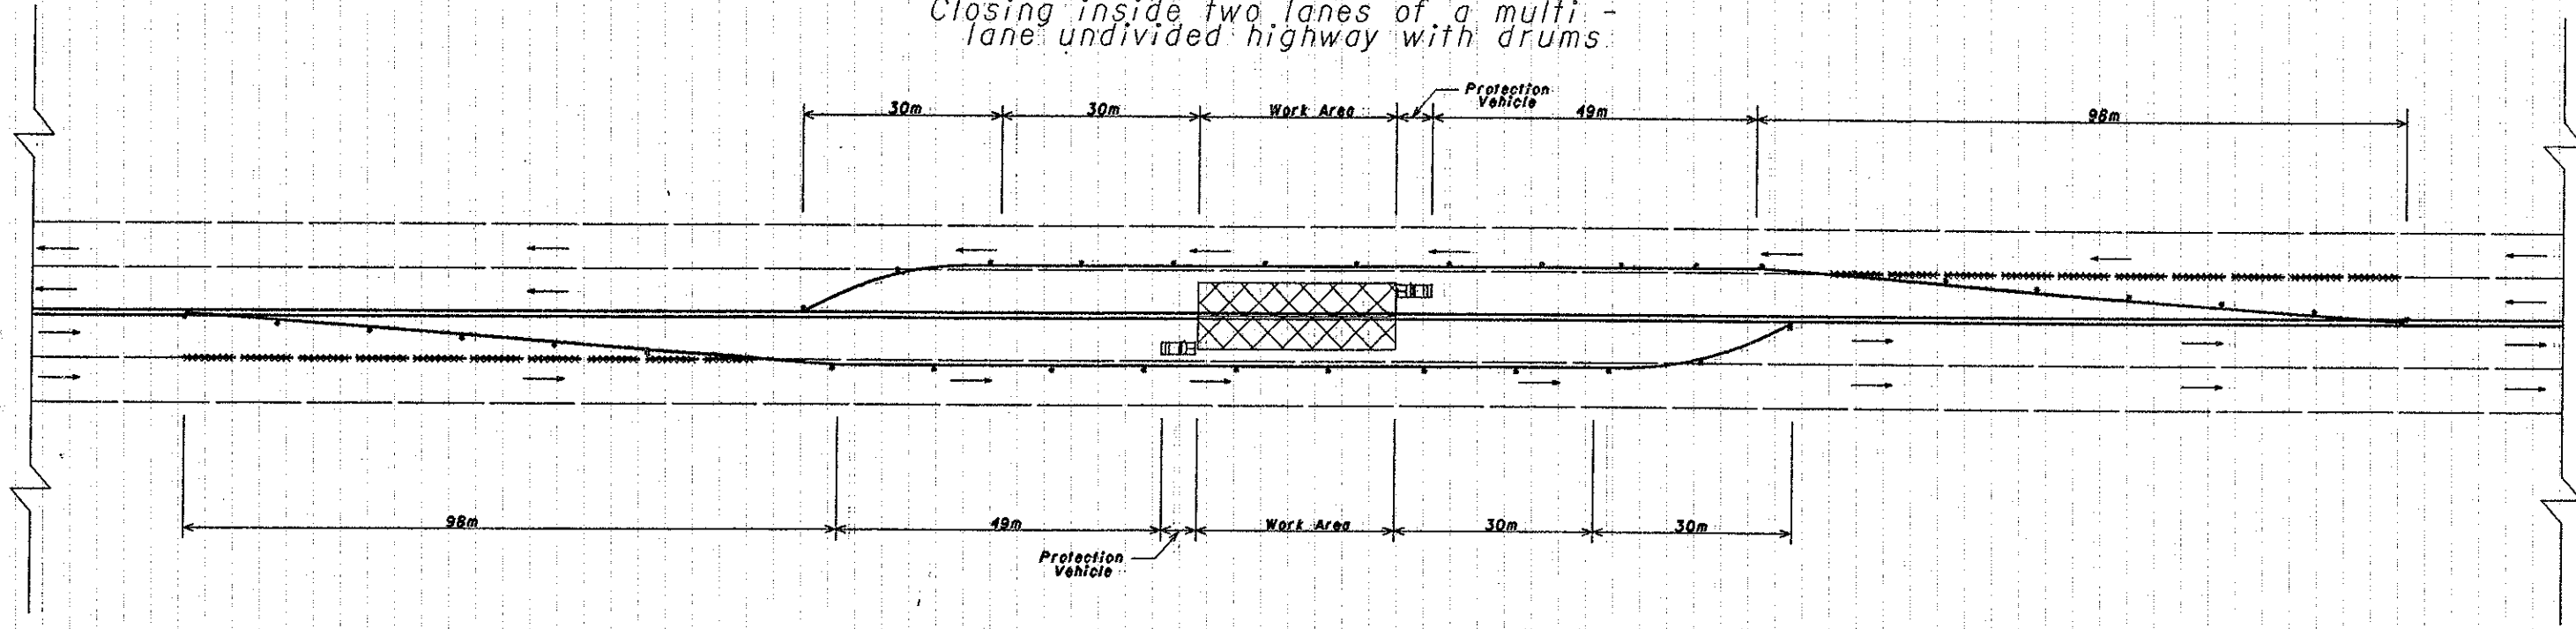 Closing inside two lanes of a multi -
lane undivided highway with drums
Protection
Vehicle
30m 30m Work Area 49m 98m
98m 49m Work Area 30m 30m
Protection
Vehicle